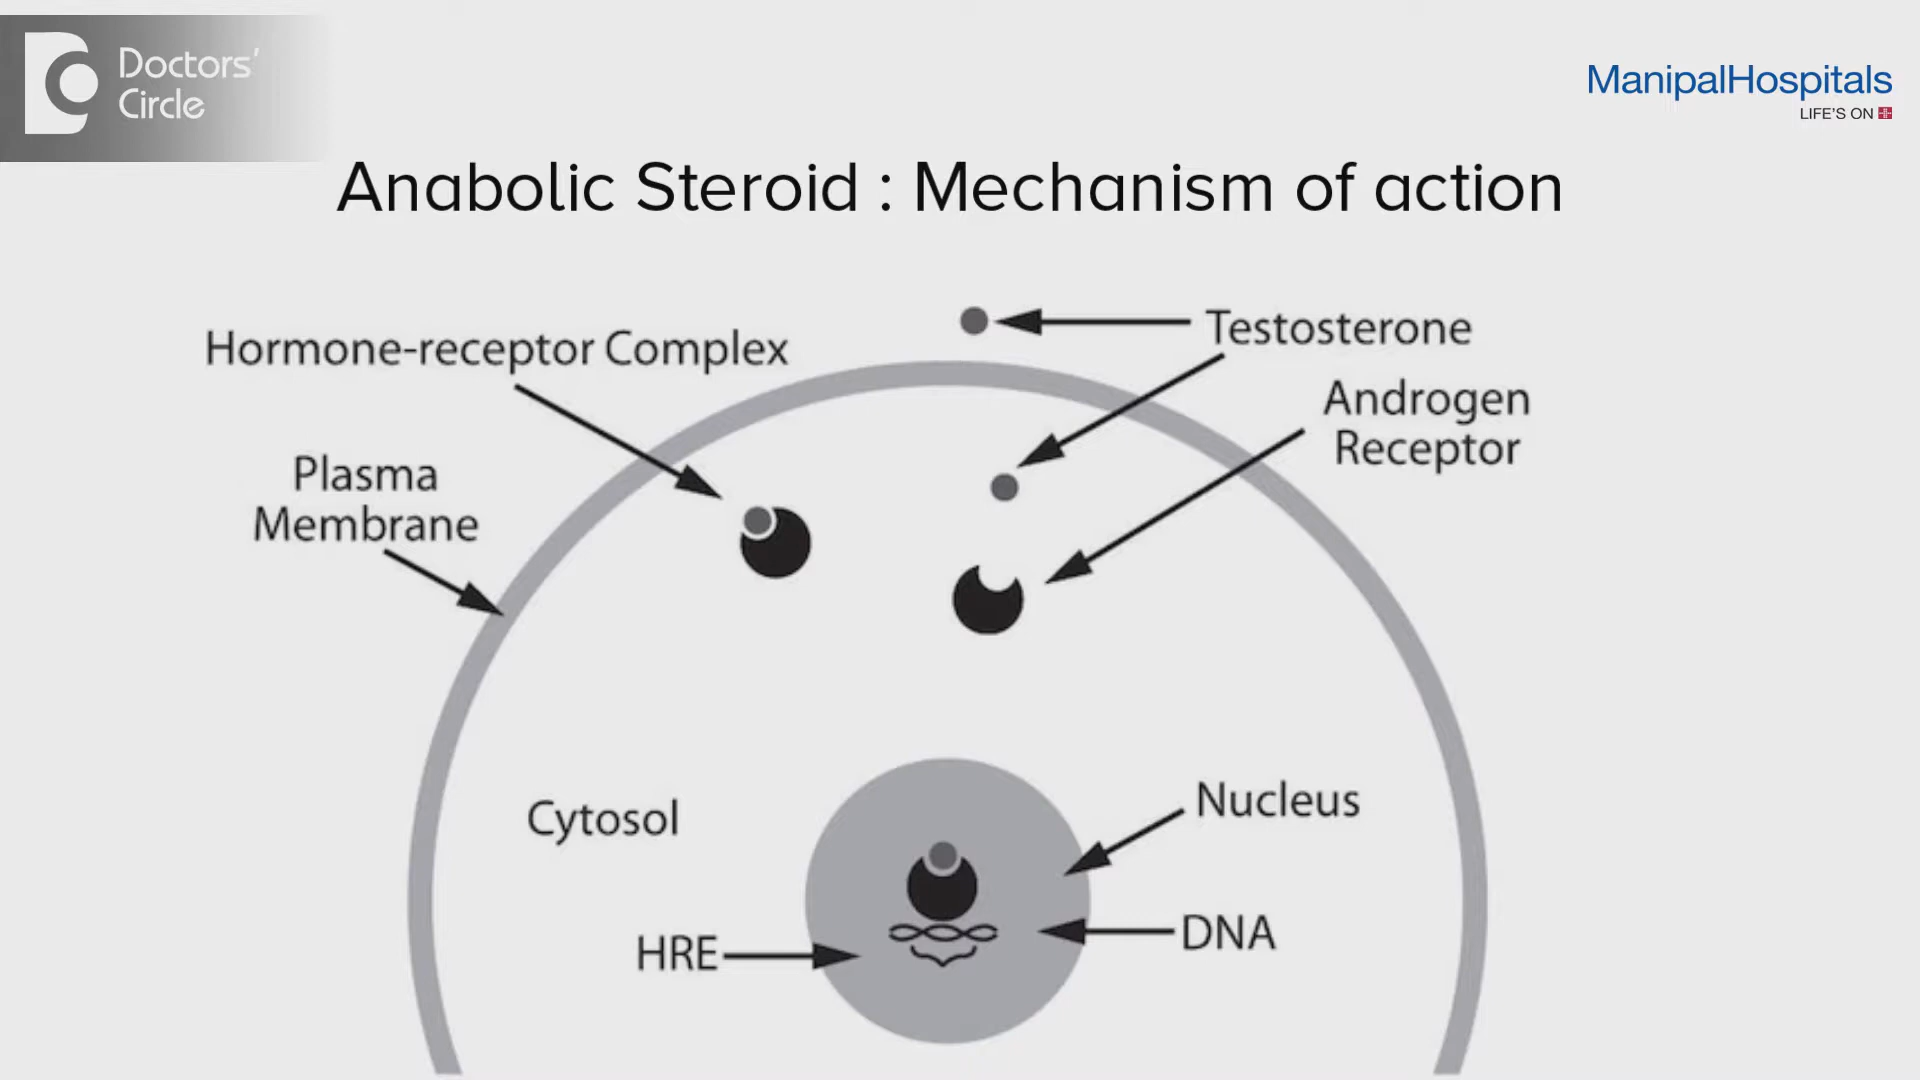 Doctors'
Circle
ManipalHospitals
LIFE'S ON
Anabolic Steroid : Mechanism of action
Hormone-receptor Complex
Testosterone
Androgen
Receptor
Plasma
Membrane
Cytosol
Nucleus
HRE
DNA